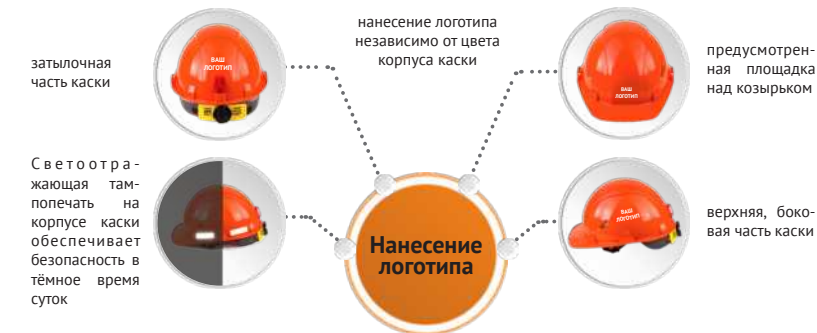 затылочная
часть каски
ВАШ
ЛОГОТИП
нанесение логотипа
независимо от цвета
корпуса каски
ВАШ
ЛОГОТИП
предусмотрен-
ная площадка
над козырьком
Светоотра-
жающая там-
попечать на
корпусе каски
обеспечивает
безопасность в
тёмное время
суток
Нанесение
логотипа
ВАШ
ЛОГОТИП
верхняя, боко-
вая часть каски